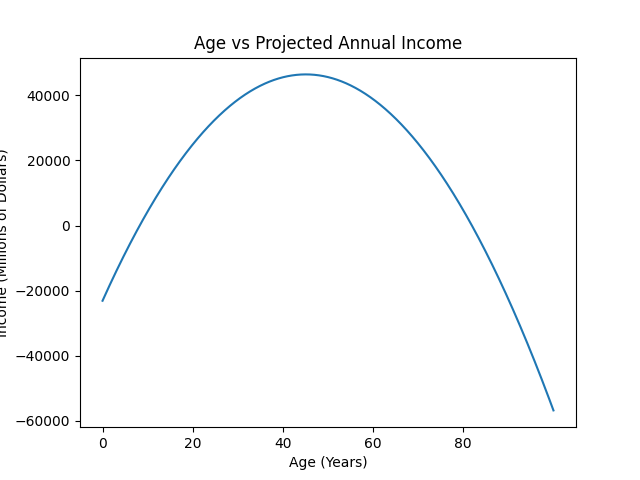 Age vs Projected Annual Income
40000
20000
0
−20000
−40000
−60000
Income (Millions of Dollars)
0 20 40 60 80
Age (Years)